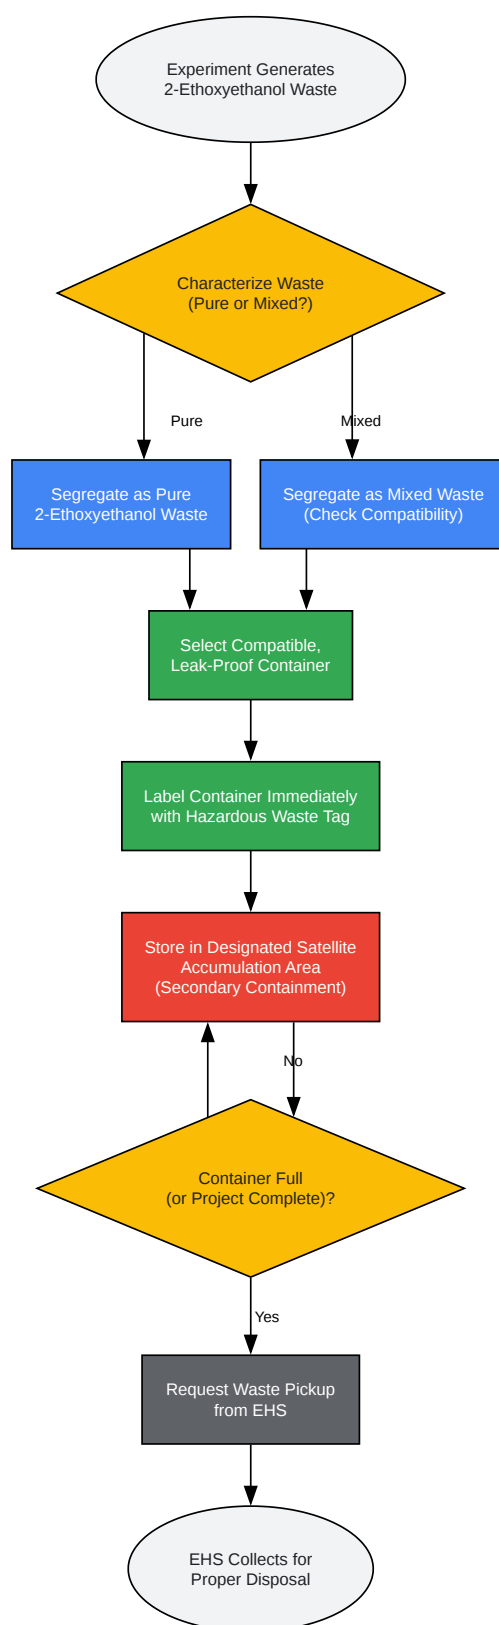 Experiment Generates
2-Ethoxyethanol Waste
Characterize Waste
(Pure or Mixed?)
Pure
Mixed
Segregate as Pure
2-Ethoxyethanol Waste
Segregate as Mixed Waste
(Check Compatibility)
Select Compatible,
Leak-Proof Container
Label Container Immediately
with Hazardous Waste Tag
Store in Designated Satellite
Accumulation Area
(Secondary Containment)
No
Container Full
(or Project Complete)?
Yes
Request Waste Pickup
from EHS
EHS Collects for
Proper Disposal